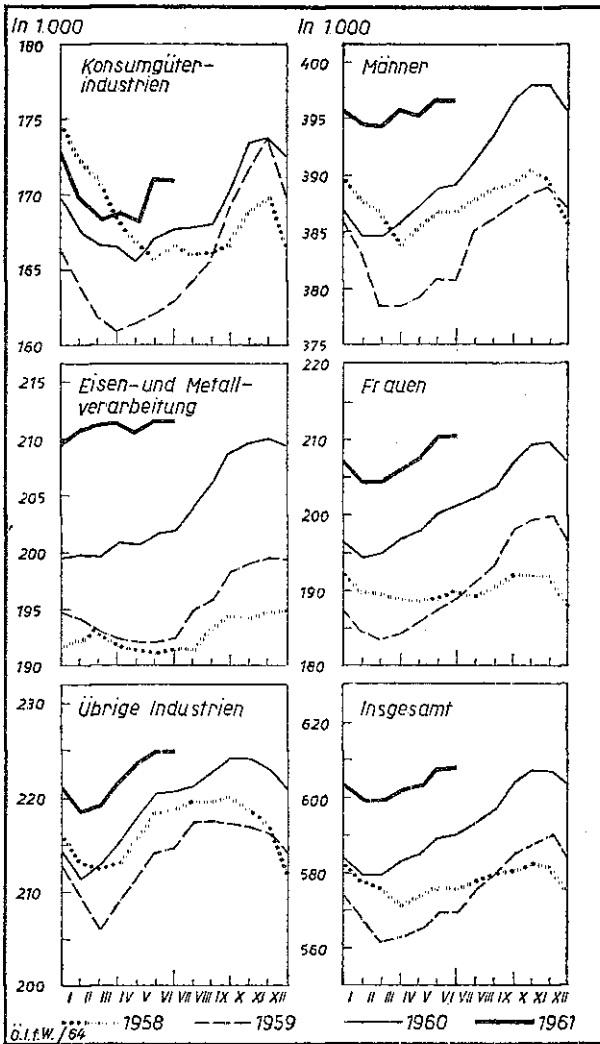 In 1.000
In 1.000
Konsumgüter-
industrien
180
175
170
165
160
Männer
400
395
390
385
380
375
Eisen- und Metall-
verarbeitung
215
210
205
200
195
190
Frauen
220
210
200
190
180
Übrige Industrien
230
220
210
200
Insgesamt
620
600
580
560
I II III IV V VI VII VIII IX X XI XII
I II III IV V VI VII VIII IX X XI XII
Ö.I.f.W./64
1958
1959
1960
1961